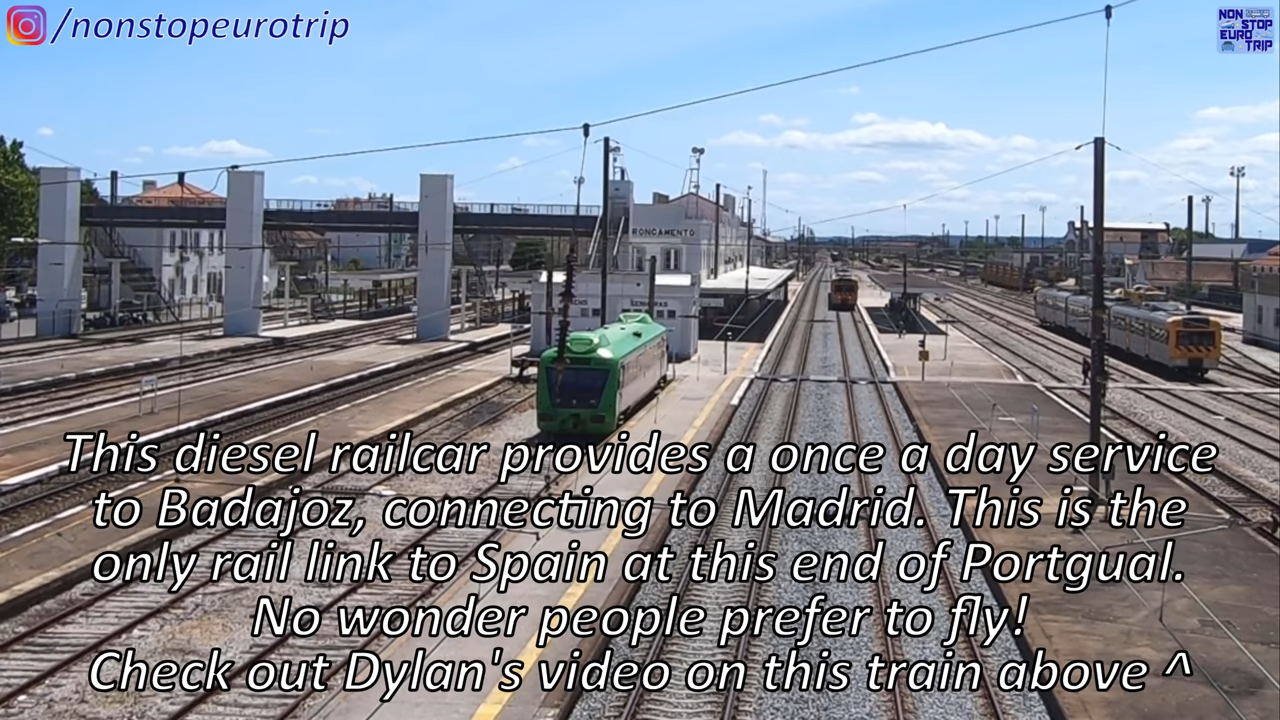 /nonstopeurotrip
NON
STOP
EURO
TRIP
RONCAMENTO
SENHORAS
This diesel railcar provides a once a day service
to Badajoz, connecting to Madrid. This is the
only rail link to Spain at this end of Portgual.
No wonder people prefer to fly!
Check out Dylan's video on this train above ^